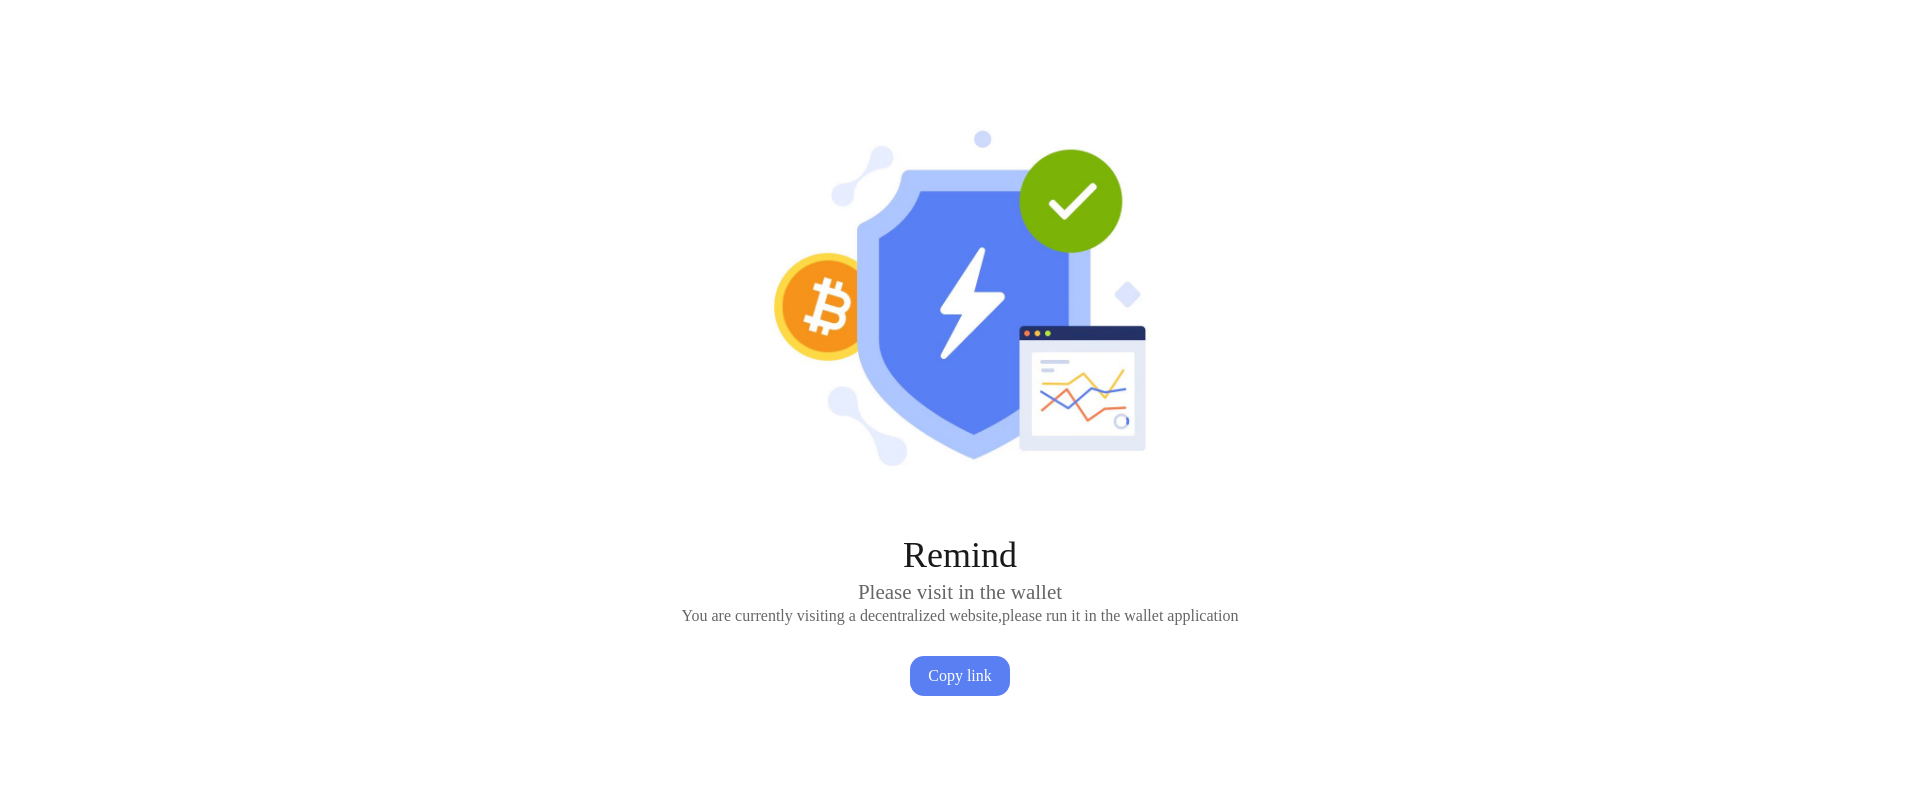 Remind
Please visit in the wallet
You are currently visiting a decentralized website,please run it in the wallet application
Copy link